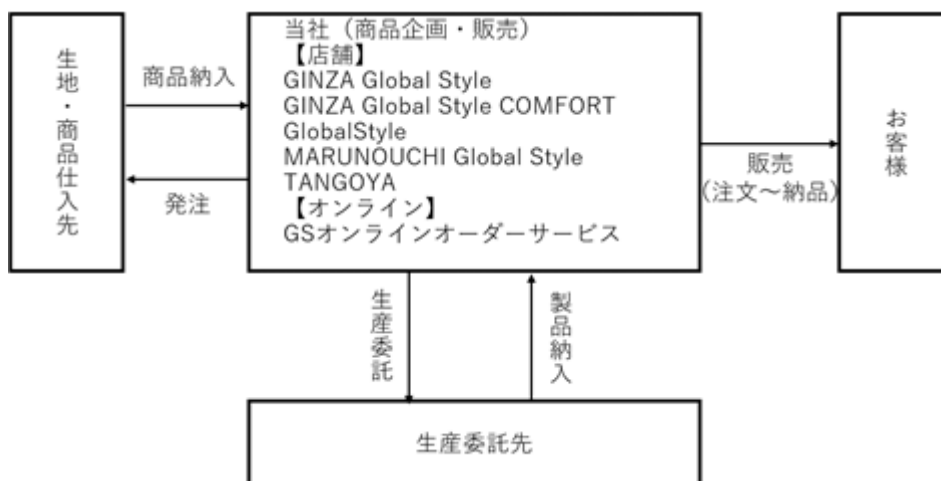 生地・商品仕入先
商品納入
発注
当社（商品企画・販売）
【店舗】
GINZA Global Style
GINZA Global Style COMFORT
GlobalStyle
MARUNOUCHI Global Style
TANGOYA
【オンライン】
GSオンラインオーダーサービス
販売
(注文～納品)
お客様
生産委託
製品納入
生産委託先